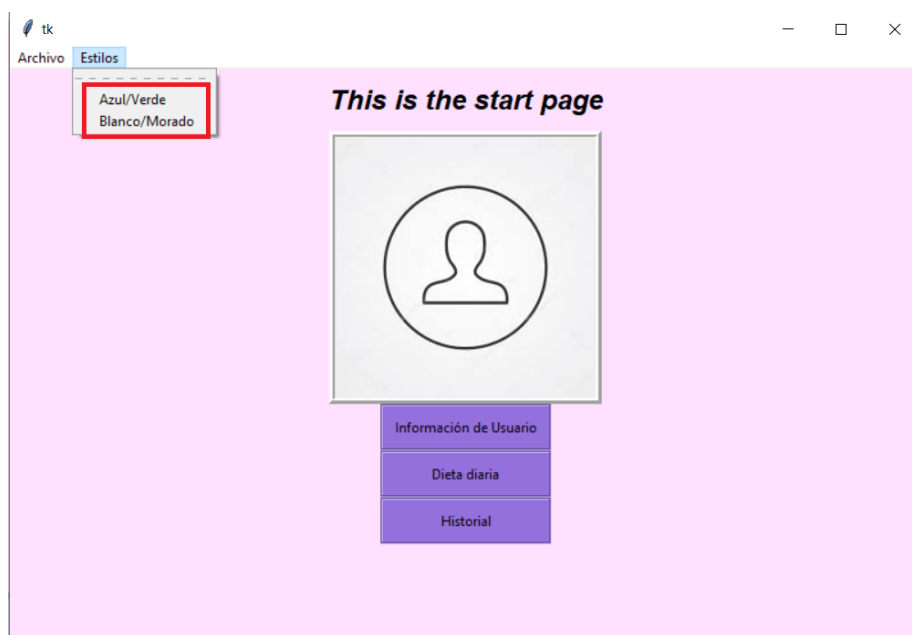 tk
Archivo Estilos
Azul/Verde
Blanco/Morado
This is the start page
Información de Usuario
Dieta diaria
Historial